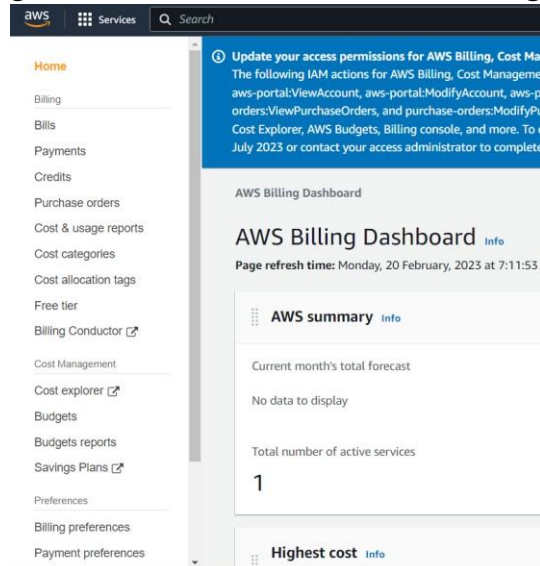 aws
Services
Search
Home
Billing
Bills
Payments
Credits
Purchase orders
Cost & usage reports
Cost categories
Cost allocation tags
Free tier
Billing Conductor
Cost Management
Cost explorer
Budgets
Budgets reports
Savings Plans
Preferences
Billing preferences
Payment preferences
Update your access permissions for AWS Billing, Cost Ma
The following IAM actions for AWS Billing, Cost Manageme
aws-portal:ViewAccount, aws-portal:ModifyAccount, aws-p
orders:ViewPurchaseOrders, and purchase-orders:ModifyPu
Cost Explorer, AWS Budgets, Billing console, and more. To
July 2023 or contact your access administrator to complete
AWS Billing Dashboard
AWS Billing Dashboard Info
Page refresh time: Monday, 20 February, 2023 at 7:11:53
AWS summary Info
Current month's total forecast
No data to display
Total number of active services
1
Highest cost Info